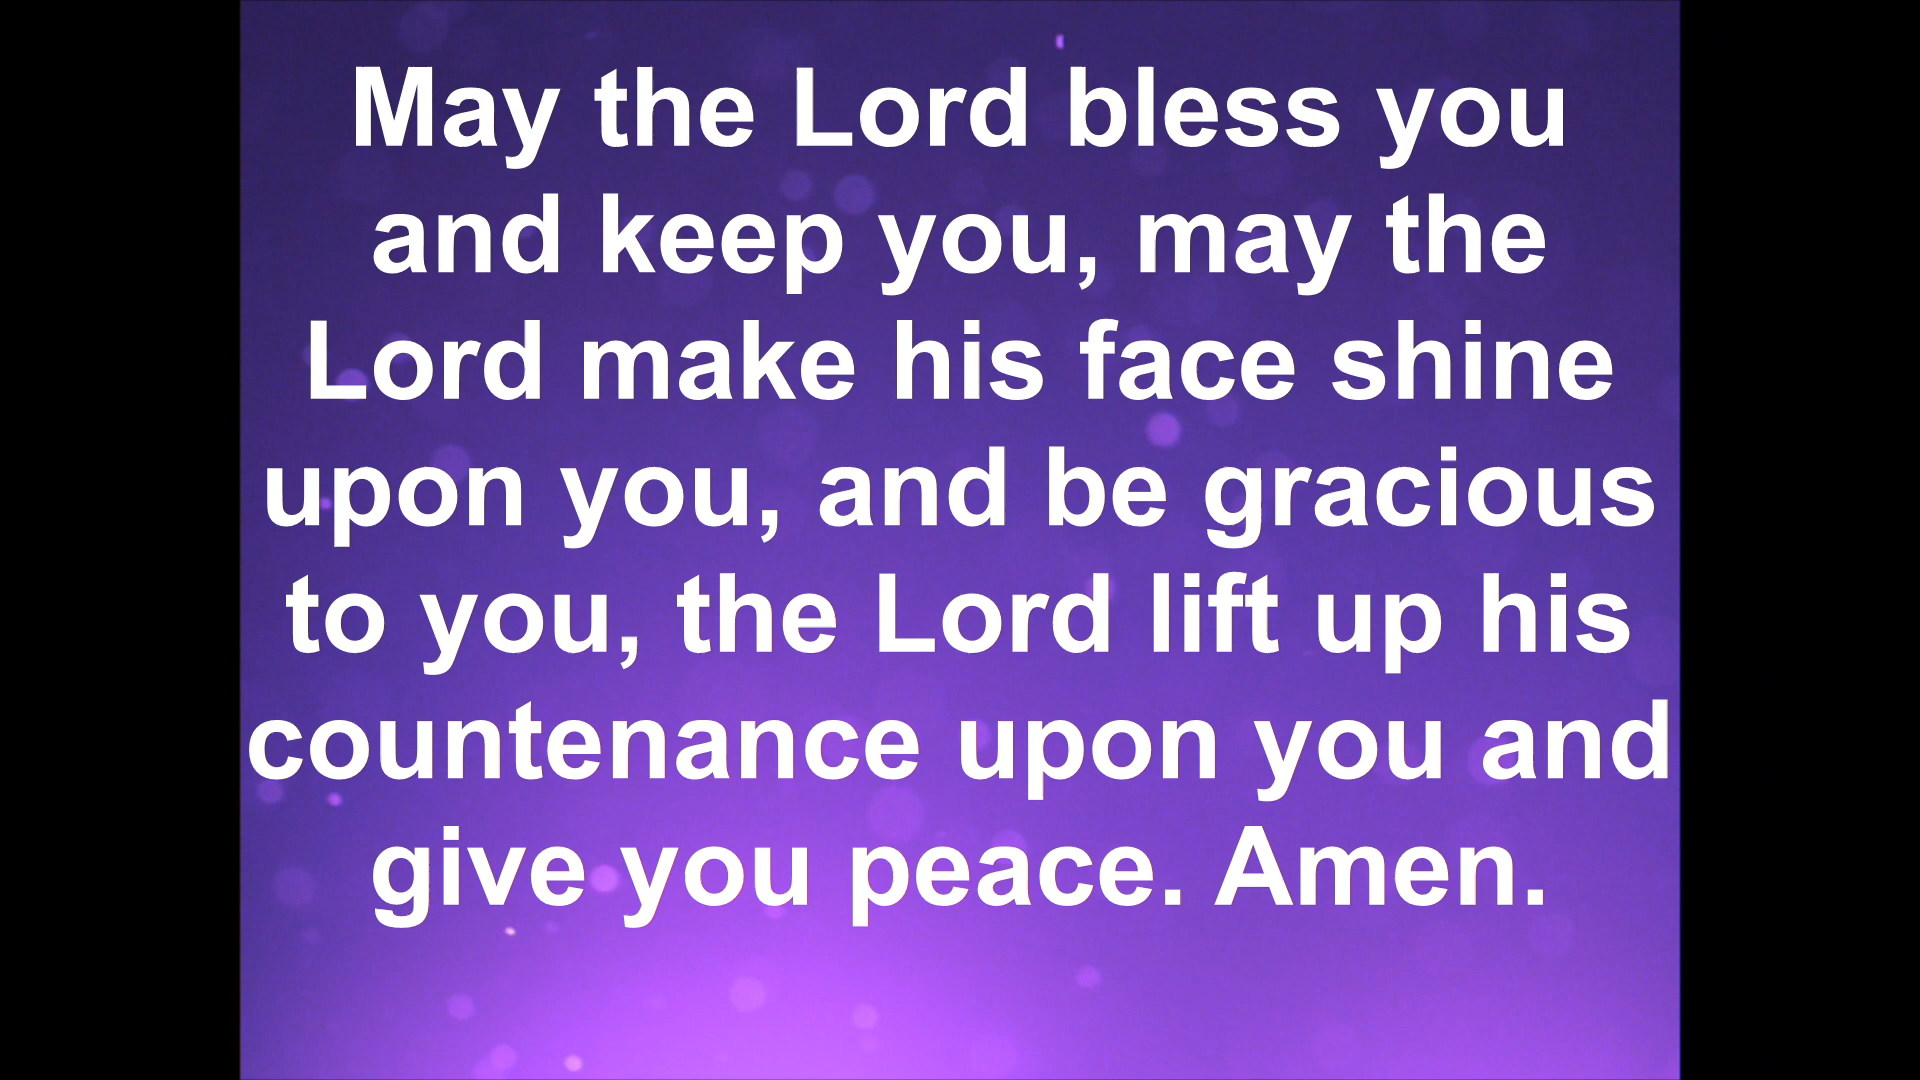 May the Lord bless you
and keep you, may the
Lord make his face shine
upon you, and be gracious
to you, the Lord lift up his
countenance upon you and
give you peace. Amen.